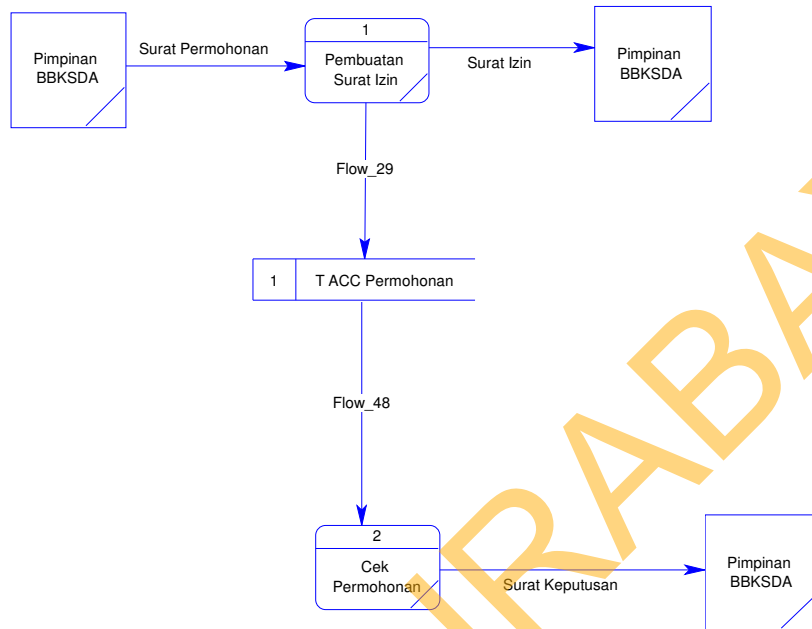 Pimpinan
BBKSDA
Surat Permohonan
1
Pembuatan
Surat Izin
Surat Izin
Pimpinan
BBKSDA
Flow_29
1
T ACC Permohonan
Flow_48
2
Cek
Permohonan
Surat Keputusan
Pimpinan
BBKSDA